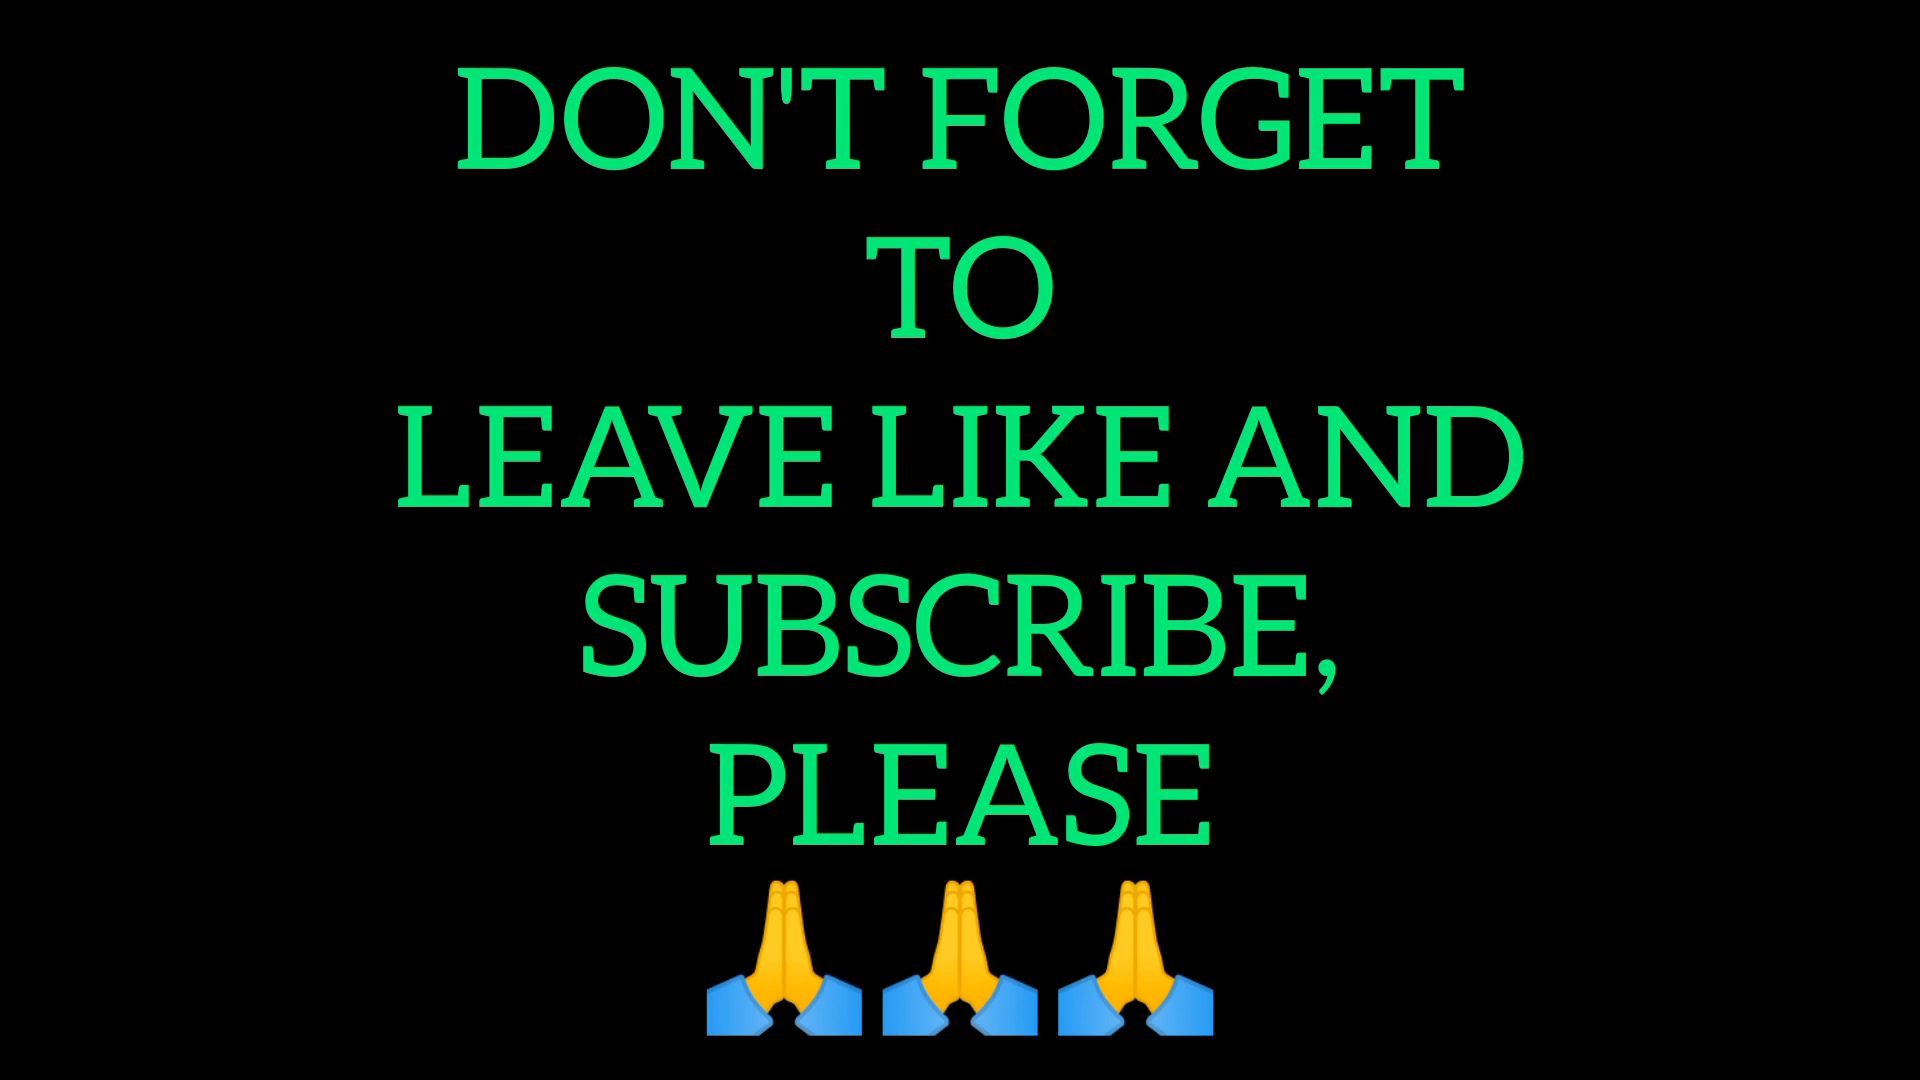 DON'T FORGET
TO
LEAVE LIKE AND
SUBSCRIBE,
PLEASE
🙏🙏🙏